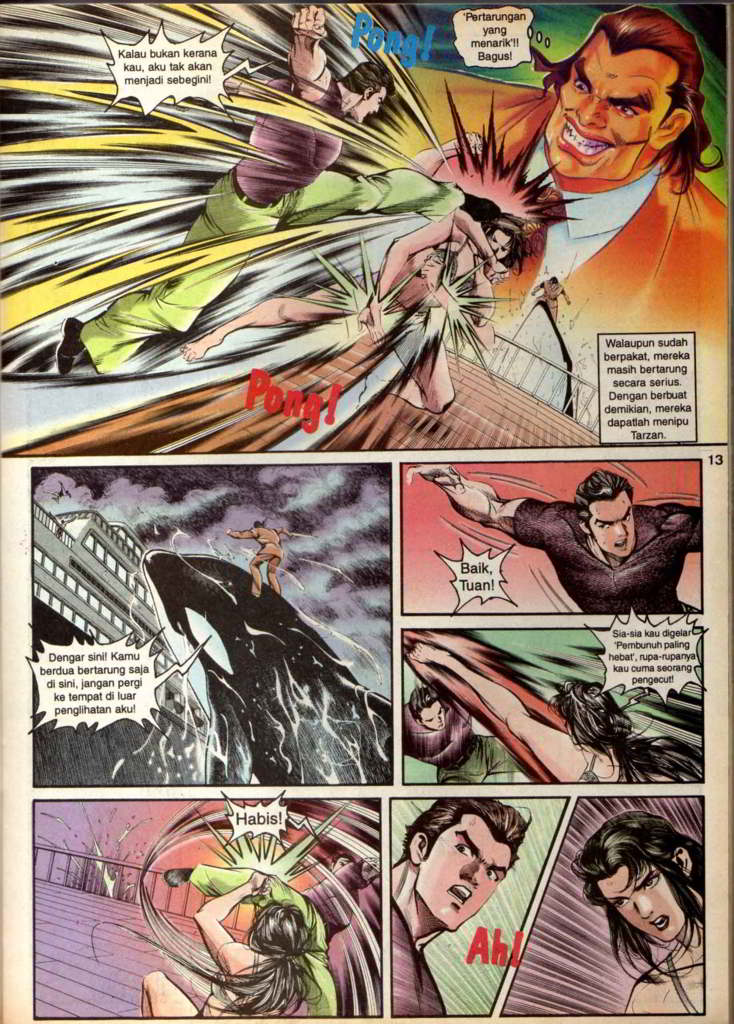 Kalau bukan kerana
kau, aku tak akan
menjadi sebegini!
Pong!
'Pertarungan
yang
menarik'!!
Bagus!
Pong!
Walaupun sudah
berpakat, mereka
masih bertarung
secara serius.
Dengan berbuat
demikian, mereka
dapatlah menipu
Tarzan.
13
Dengar sini! Kamu
berdua bertarung saja
di sini, jangan pergi
ke tempat di luar
penglihatan aku!
Baik,
Tuan!
Sia-sia kau digelar
'Pembunuh paling
hebat', rupa-rupanya
kau cuma seorang
pengecut!
Habis!
Ah!